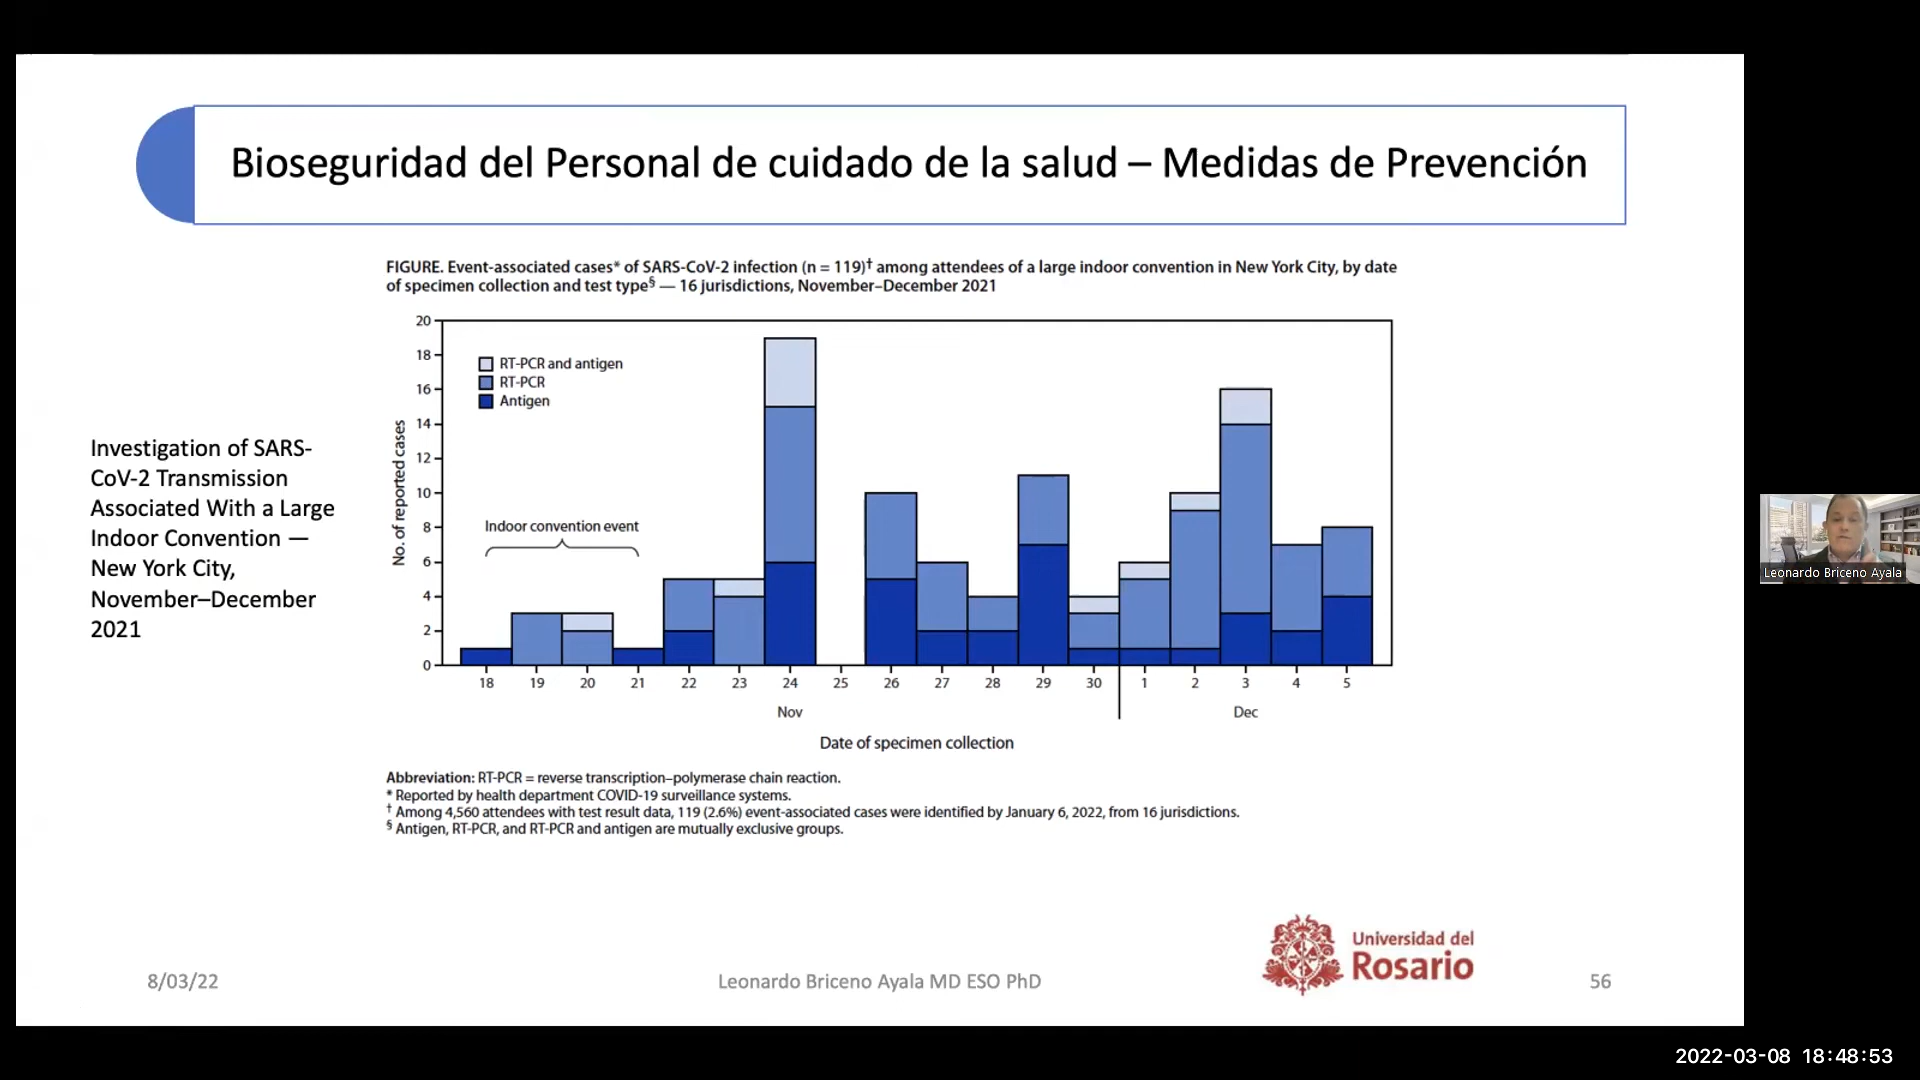 Bioseguridad del Personal de cuidado de la salud – Medidas de Prevención
FIGURE. Event-associated cases* of SARS-CoV-2 infection (n = 119)† among attendees of a large indoor convention in New York City, by date
of specimen collection and test type§ — 16 jurisdictions, November–December 2021
Investigation of SARS-
CoV-2 Transmission
Associated With a Large
Indoor Convention —
New York City,
November–December
2021
No. of reported cases
20
18
16
14
12
10
8
6
4
2
0
RT-PCR and antigen
RT-PCR
Antigen
Indoor convention event
18 19 20 21 22 23 24 25 26 27 28 29 30 1 2 3 4 5
Nov Dec
Date of specimen collection
Abbreviation: RT-PCR = reverse transcription–polymerase chain reaction.
* Reported by health department COVID-19 surveillance systems.
† Among 4,560 attendees with test result data, 119 (2.6%) event-associated cases were identified by January 6, 2022, from 16 jurisdictions.
§ Antigen, RT-PCR, and RT-PCR and antigen are mutually exclusive groups.
Leonardo Briceno Ayala
Universidad del
Rosario
8/03/22 Leonardo Briceno Ayala MD ESO PhD 56
2022-03-08 18:48:53